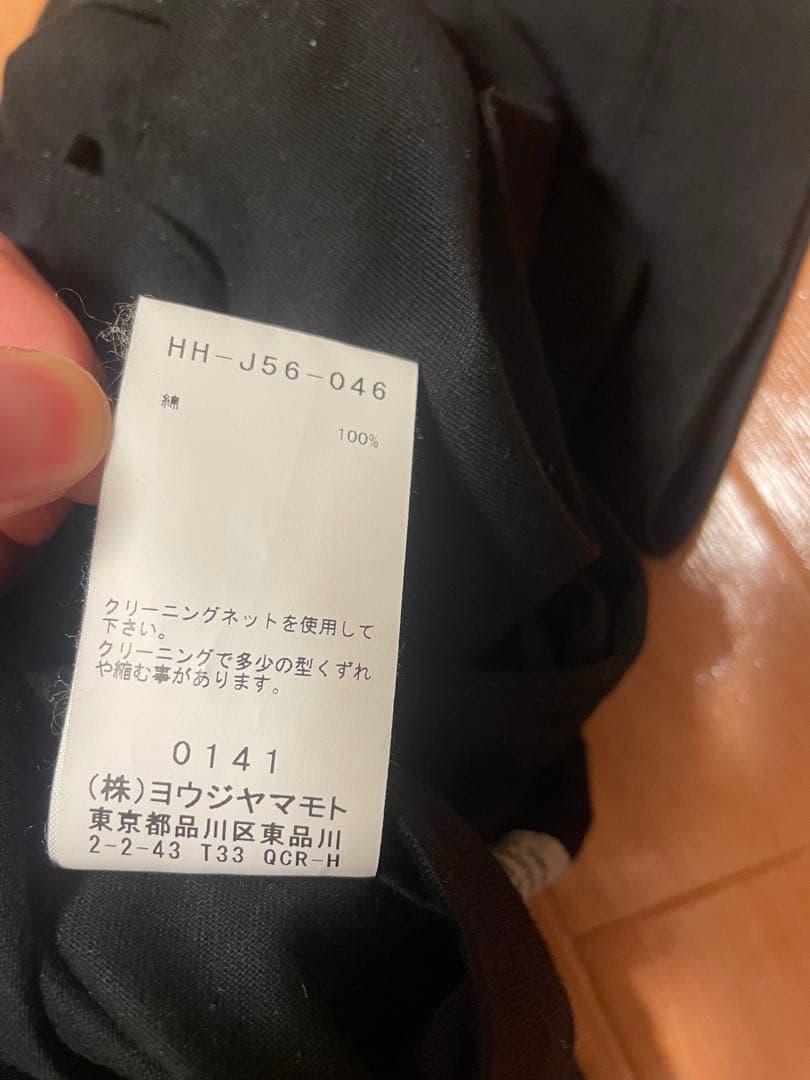 HH-J56-046
綿
100%
クリーニングネットを使用して
下さい。
クリーニングで多少の型くずれ
や縮む事があります。
0141
(株)ヨウジヤマモト
東京都品川区東品川
2-2-43 T33 QCR-H